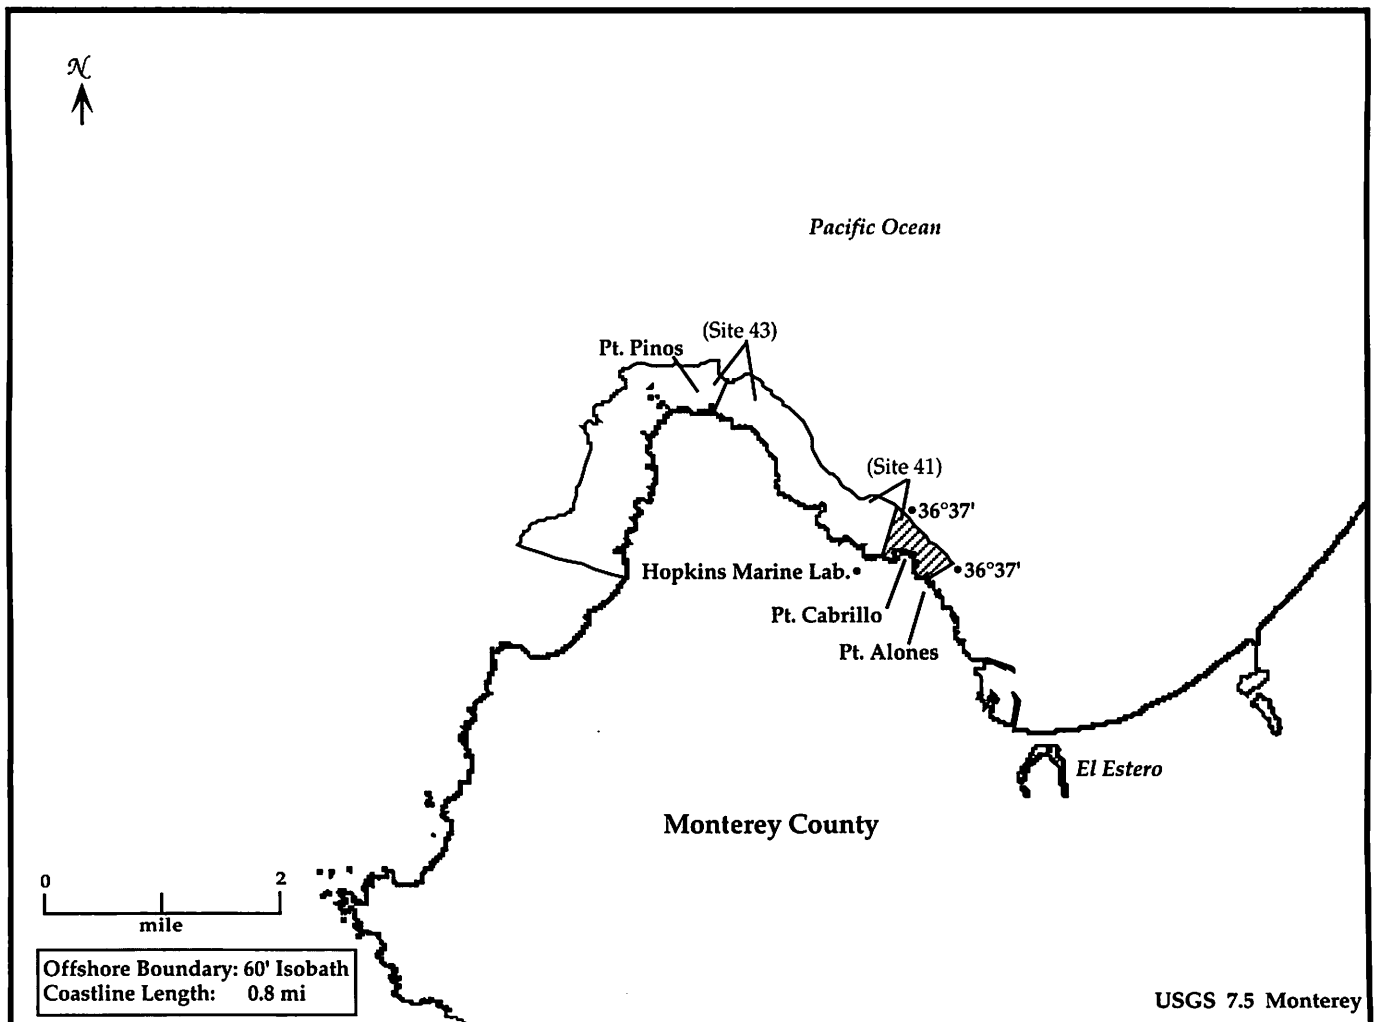 N
Pacific Ocean
(Site 43)
Pt. Pinos
(Site 41)
36°37'
Hopkins Marine Lab.
36°37'
Pt. Cabrillo
Pt. Alones
El Estero
Monterey County
0 2
mile
Offshore Boundary: 60' Isobath
Coastline Length: 0.8 mi
USGS 7.5 Monterey